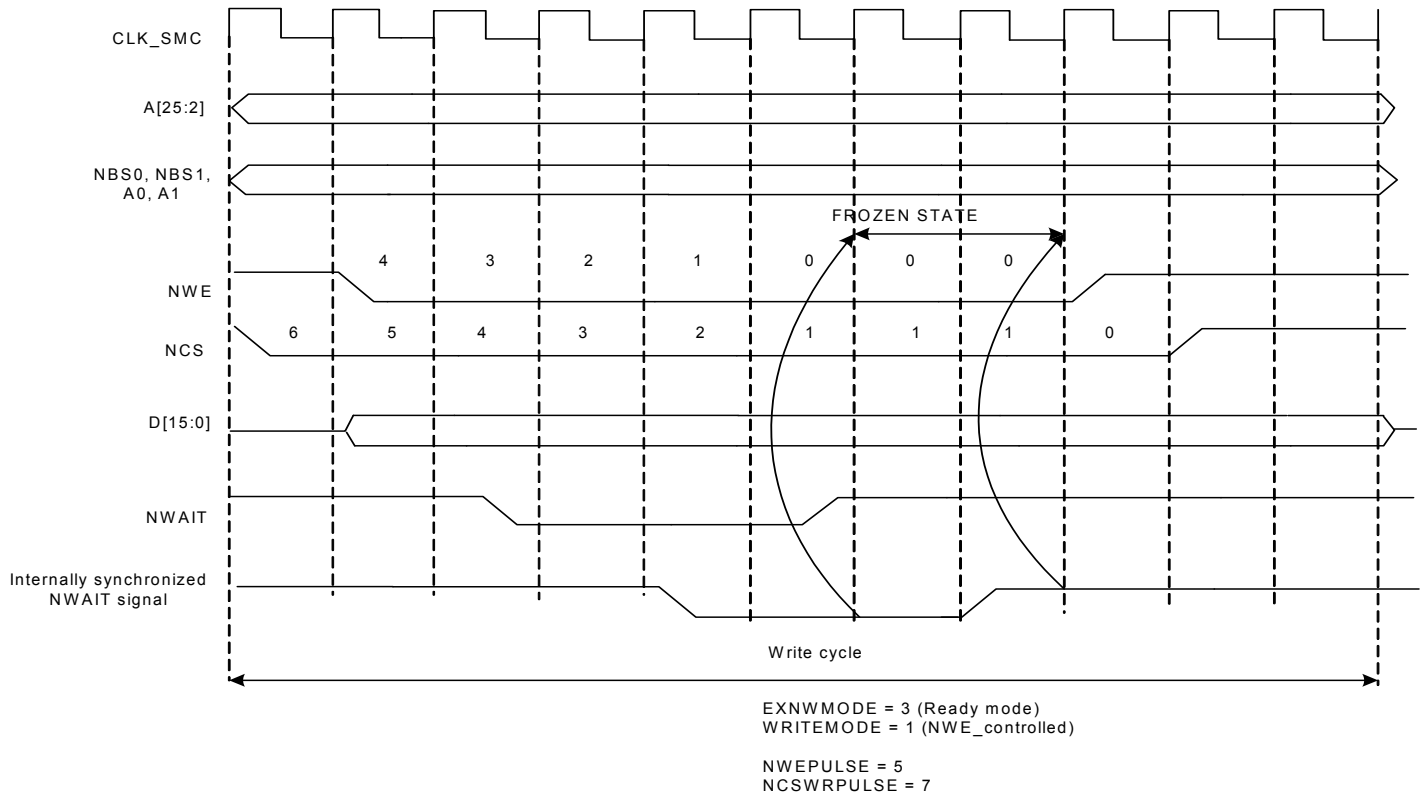 CLK_SMC
A[25:2]
NBS0, NBS1,
A0, A1
FROZEN STATE
4 3 2 1 0 0 0
NWE
6 5 4 3 2 1 1 1 0
NCS
D[15:0]
NWAIT
Internally synchronized
NWAIT signal
Write cycle
EXNWMODE = 3 (Ready mode)
WRITEMODE = 1 (NWE_controlled)
NWEPULSE = 5
NCSWRPULSE = 7